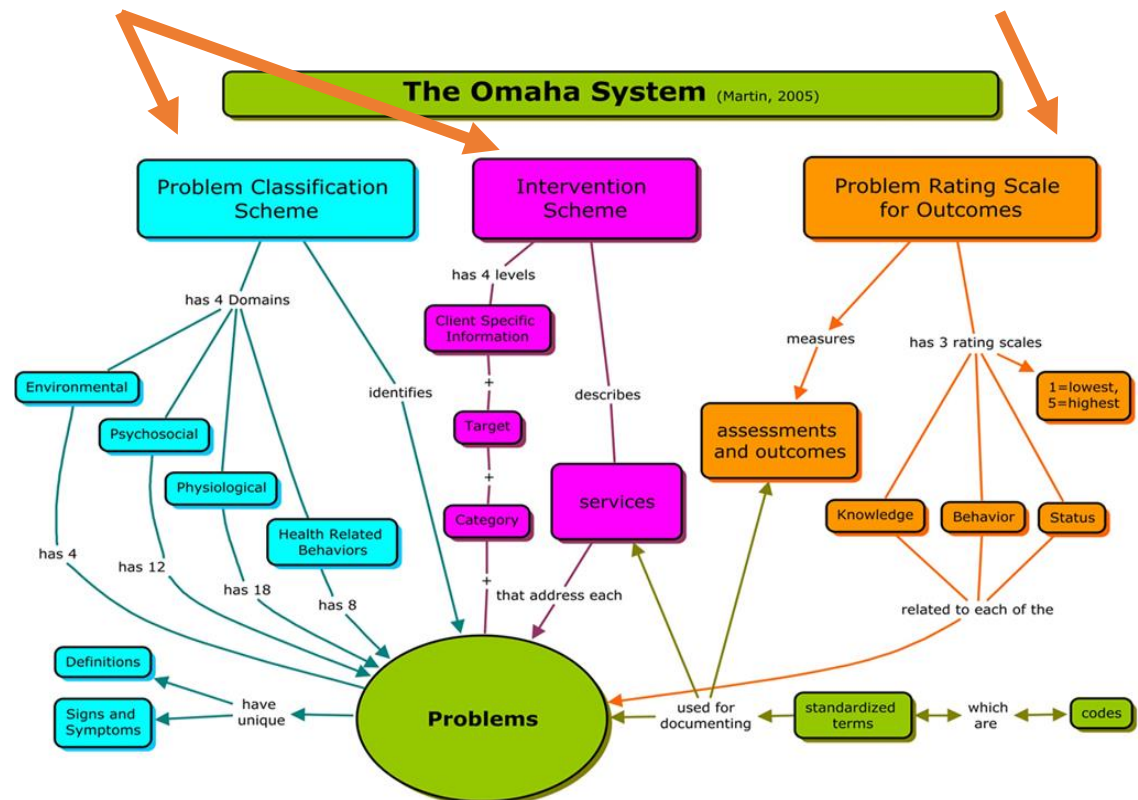 The Omaha System (Martin, 2005)
Problem Classification
Scheme
Intervention
Scheme
Problem Rating Scale
for Outcomes
has 4 Domains
has 4 levels
Client Specific
Information
measures
has 3 rating scales
1=lowest,
5=highest
Environmental
identifies
+
describes
Psychosocial
Target
assessments
and outcomes
+
Physiological
services
Category
Knowledge
Behavior
Status
Health Related
Behaviors
has 4
has 12
has 18
has 8
+
that address each
related to each of the
Definitions
Signs and
Symptoms
have
unique
Problems
used for
documenting
standardized
terms
which
are
codes